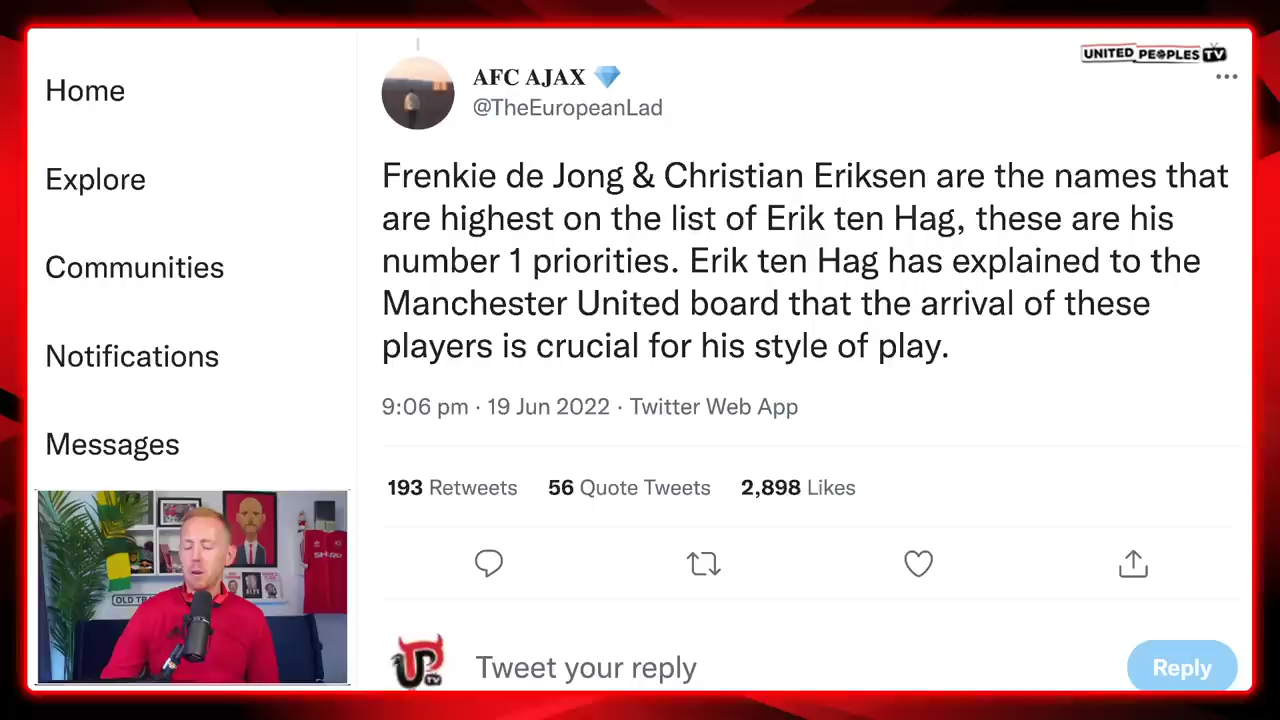 Home
Explore
Communities
Notifications
Messages
UNITED PEOPLES TV
AFC AJAX
@TheEuropeanLad
Frenkie de Jong & Christian Eriksen are the names that
are highest on the list of Erik ten Hag, these are his
number 1 priorities. Erik ten Hag has explained to the
Manchester United board that the arrival of these
players is crucial for his style of play.
9:06 pm · 19 Jun 2022 · Twitter Web App
193 Retweets 56 Quote Tweets 2,898 Likes
UP TV
Tweet your reply
Reply
SHARP